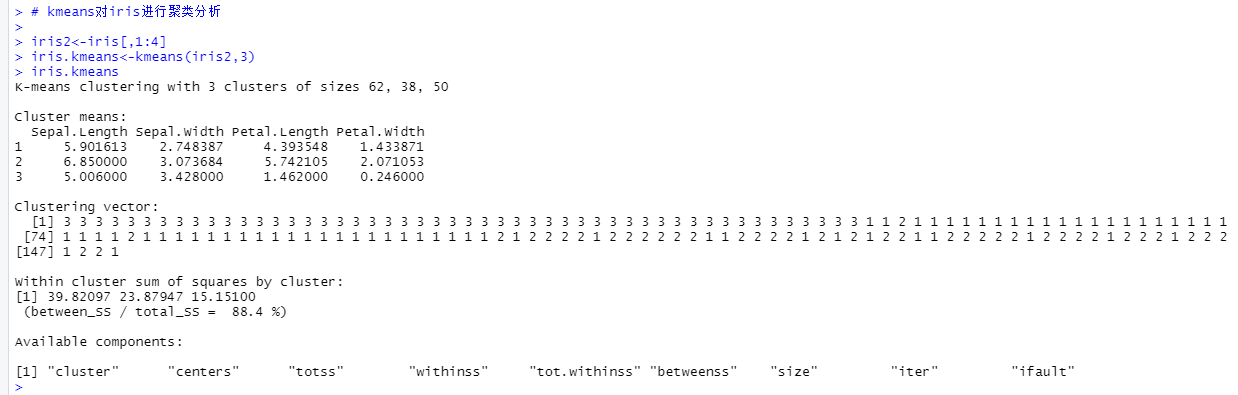 > # kmeans对iris进行聚类分析
>
> iris2<-iris[,1:4]
> iris.kmeans<-kmeans(iris2,3)
> iris.kmeans
K-means clustering with 3 clusters of sizes 62, 38, 50
Cluster means:
  Sepal.Length Sepal.Width Petal.Length Petal.Width
1     5.901613    2.748387     4.393548    1.433871
2     6.850000    3.073684     5.742105    2.071053
3     5.006000    3.428000     1.462000    0.246000
Clustering vector:
  [1] 3 3 3 3 3 3 3 3 3 3 3 3 3 3 3 3 3 3 3 3 3 3 3 3 3 3 3 3 3 3 3 3 3 3 3 3 3 3 3 3 3 3 3 3 3 3 3 3 3 3 1 1 2 1 1 1 1 1 1 1 1 1 1 1 1 1 1 1 1 1 1 1 1
 [74] 1 1 1 1 2 1 1 1 1 1 1 1 1 1 1 1 1 1 1 1 1 1 1 1 1 1 1 2 1 2 2 2 2 1 2 2 2 2 2 2 1 1 2 2 2 2 1 2 1 2 1 2 2 1 1 2 2 2 2 2 1 2 2 2 2 1 2 2 2 1 2 2 2
[147] 1 2 2 1
Within cluster sum of squares by cluster:
[1] 39.82097 23.87947 15.15100
 (between_SS / total_SS =  88.4 %)
Available components:
[1] "cluster"      "centers"      "totss"        "withinss"     "tot.withinss" "betweenss"    "size"         "iter"         "ifault"
>